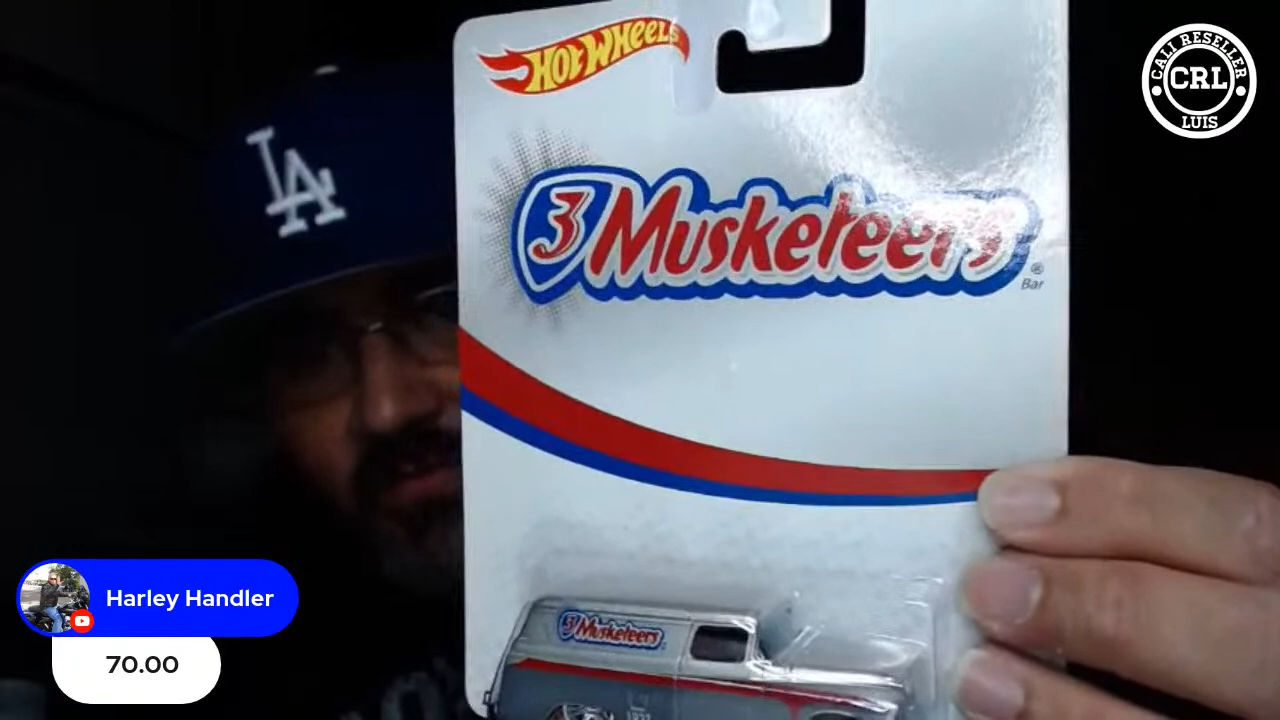 HOT WHEELS
LA
3 Musketeers
®
Bar
CALI RESELLER
CRL
LUIS
Harley Handler
70.00
3 Musketeers